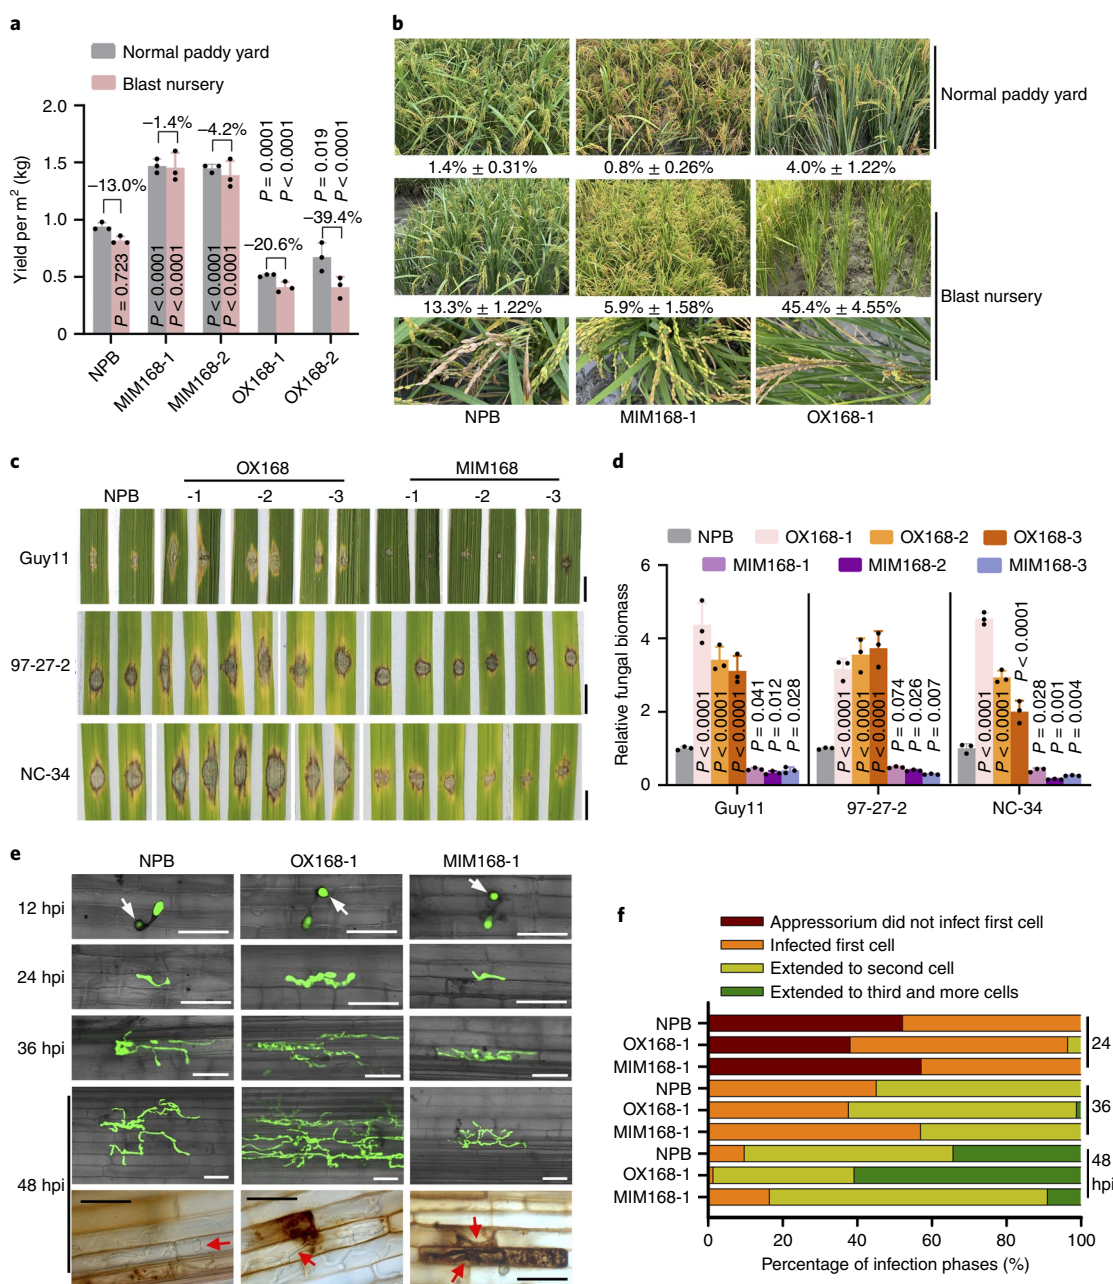 a
Normal paddy yard
Blast nursery
Yield per m² (kg)
2.0
1.5
1.0
0.5
0
–13.0%
–1.4%
–4.2%
–20.6%
–39.4%
P = 0.0001
P < 0.0001
P = 0.019
P < 0.0001
P = 0.723
P < 0.0001
P < 0.0001
P < 0.0001
P < 0.0001
NPB
MIM168-1
MIM168-2
OX168-1
OX168-2
b
Normal paddy yard
1.4% ± 0.31%
0.8% ± 0.26%
4.0% ± 1.22%
Blast nursery
13.3% ± 1.22%
5.9% ± 1.58%
45.4% ± 4.55%
NPB
MIM168-1
OX168-1
c
OX168
MIM168
NPB
-1
-2
-3
-1
-2
-3
Guy11
97-27-2
NC-34
d
NPB
OX168-1
OX168-2
OX168-3
MIM168-1
MIM168-2
MIM168-3
Relative fungal biomass
6
4
2
0
P < 0.0001
P < 0.0001
P < 0.0001
P = 0.041
P = 0.012
P = 0.028
P < 0.0001
P < 0.0001
P < 0.0001
P = 0.074
P = 0.026
P = 0.007
P < 0.0001
P < 0.0001
P < 0.0001
P = 0.028
P = 0.001
P = 0.004
Guy11
97-27-2
NC-34
e
NPB
OX168-1
MIM168-1
12 hpi
24 hpi
36 hpi
48 hpi
f
Appressorium did not infect first cell
Infected first cell
Extended to second cell
Extended to third and more cells
NPB
OX168-1
MIM168-1
24
NPB
OX168-1
MIM168-1
36
NPB
OX168-1
MIM168-1
48
hpi
0
20
40
60
80
100
Percentage of infection phases (%)